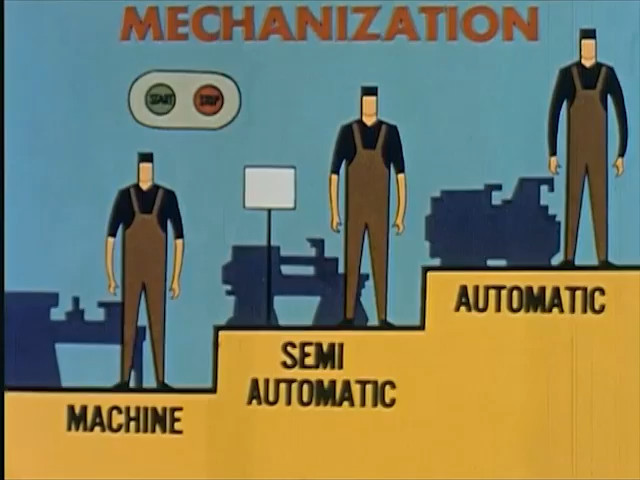 MECHANIZATION
START STOP
AUTOMATIC
SEMI
AUTOMATIC
MACHINE